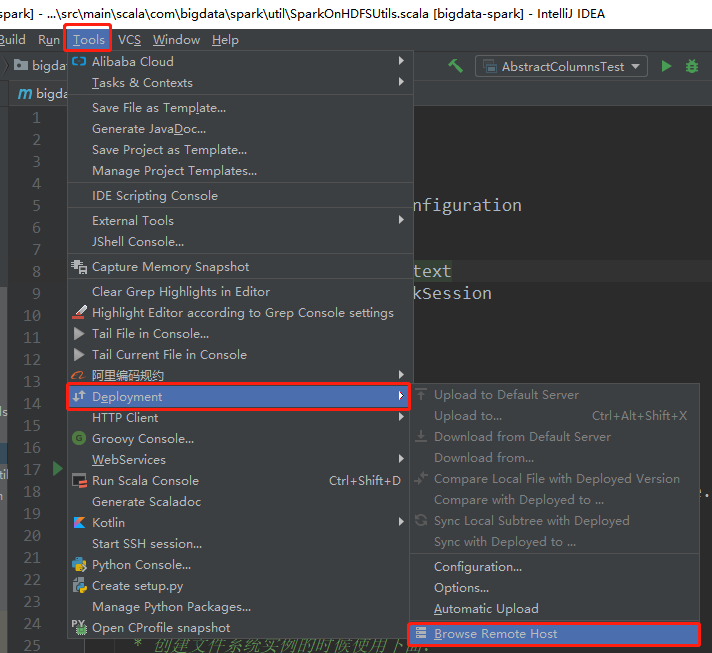 spark] - ...\src\main\scala\com\bigdata\spark\util\SparkOnHDFSUtils.scala [bigdata-spark] - IntelliJ IDEA
Build Run Tools VCS Window Help
bigda
Alibaba Cloud
AbstractColumnsTest
Tasks & Contexts
m bigda
Save File as Template...
1
Generate JavaDoc...
2
Save Project as Template...
3
Manage Project Templates...
4
IDE Scripting Console
5
nfiguration
External Tools
6
JShell Console...
7
Capture Memory Snapshot
8
text
Clear Grep Highlights in Editor
9
kSession
Highlight Editor according to Grep Console settings
10
Tail File in Console...
11
Tail Current File in Console
12
阿里编码规约
13
Deployment
14
HTTP Client
15
Groovy Console...
16
WebServices
17
Run Scala Console Ctrl+Shift+D
18
Generate Scaladoc
19
Kotlin
20
Start SSH session...
21
Python Console...
22
Create setup.py
23
Manage Python Packages...
24
Open CProfile snapshot
25
* 创建文件系统实例的时候使用下面:
Upload to Default Server
Upload to... Ctrl+Alt+Shift+X
Download from Default Server
Download from...
Compare Local File with Deployed Version
Compare with Deployed to ...
Sync Local Subtree with Deployed
Sync with Deployed to ...
Configuration...
Options...
Automatic Upload
Browse Remote Host